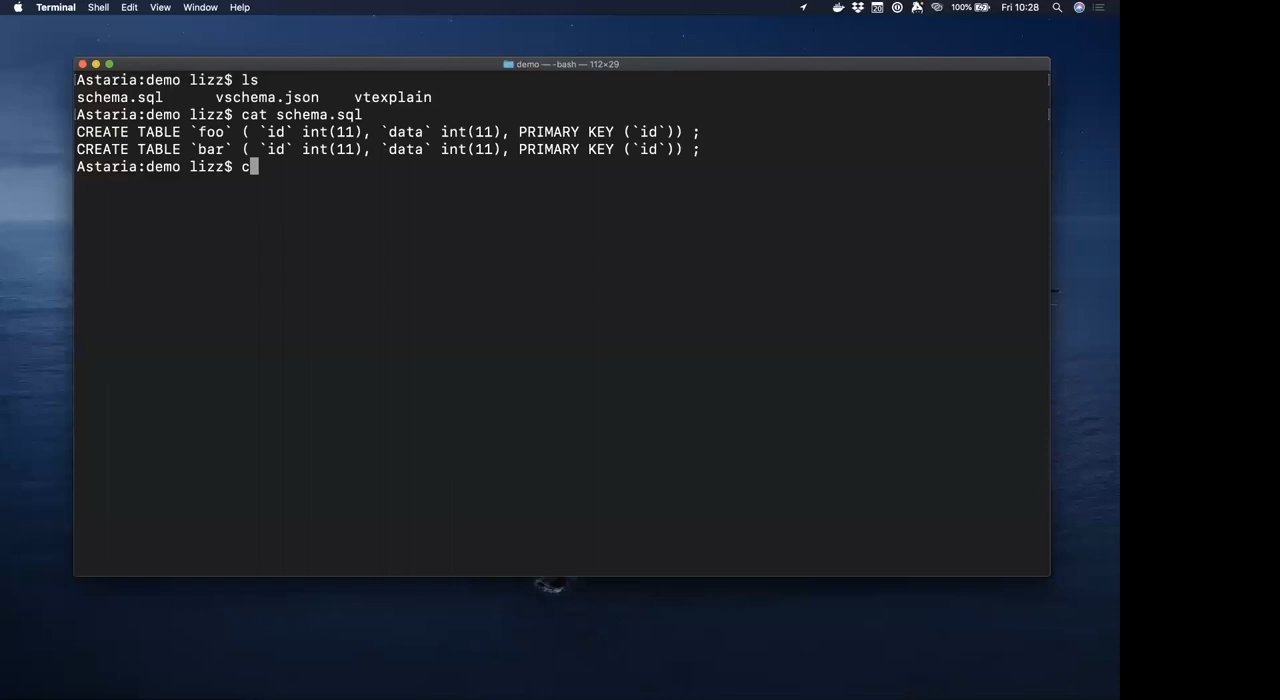 Terminal Shell Edit View Window Help 100% Fri 10:28
demo — -bash — 112×29
Astaria:demo lizz$ ls
schema.sql vschema.json vtexplain
Astaria:demo lizz$ cat schema.sql
CREATE TABLE `foo` ( `id` int(11), `data` int(11), PRIMARY KEY (`id`)) ;
CREATE TABLE `bar` ( `id` int(11), `data` int(11), PRIMARY KEY (`id`)) ;
Astaria:demo lizz$ c